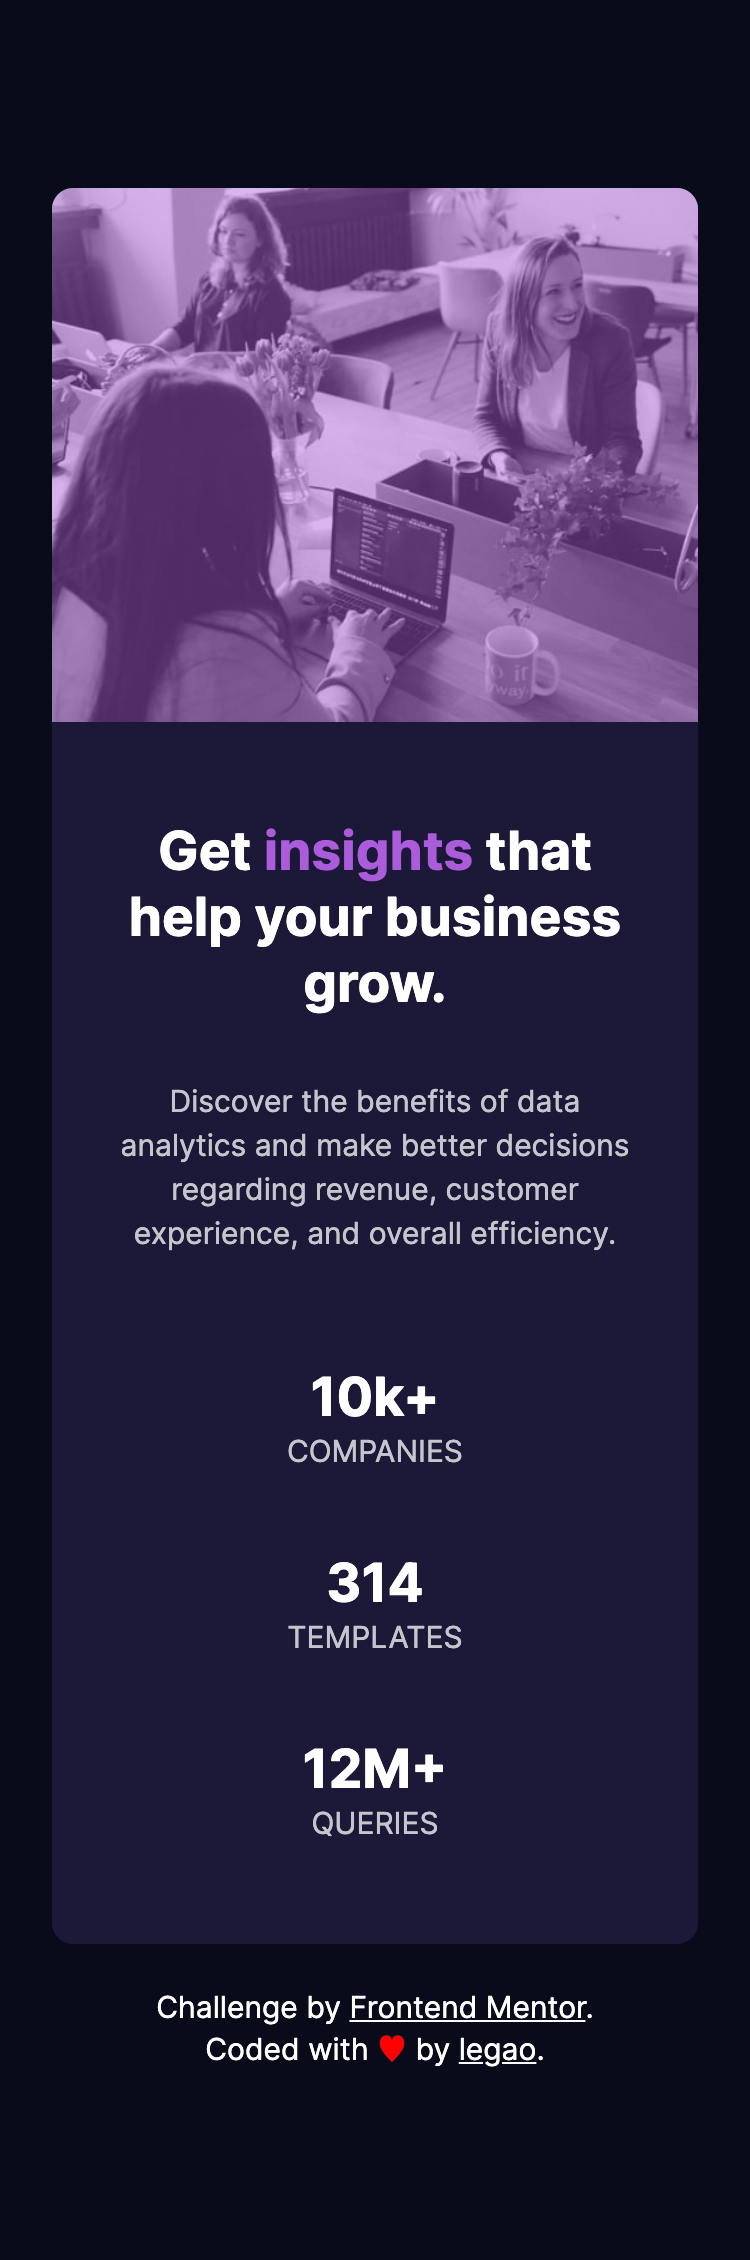 o it
way.
Get insights that
help your business
grow.
Discover the benefits of data
analytics and make better decisions
regarding revenue, customer
experience, and overall efficiency.
10k+
COMPANIES
314
TEMPLATES
12M+
QUERIES
Challenge by Frontend Mentor.
Coded with ♥ by legao.